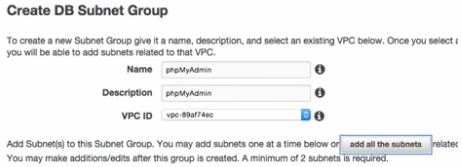 Create DB Subnet Group
To create a new Subnet Group give it a name, description, and select an existing VPC below. Once you select a
you will be able to add subnets related to that VPC.
Name phpMyAdmin
Description phpMyAdmin
VPC ID vpc-89af74ec
Add Subnet(s) to this Subnet Group. You may add subnets one at a time below or add all the subnets relate
You may make additions/edits after this group is created. A minimum of 2 subnets is required.